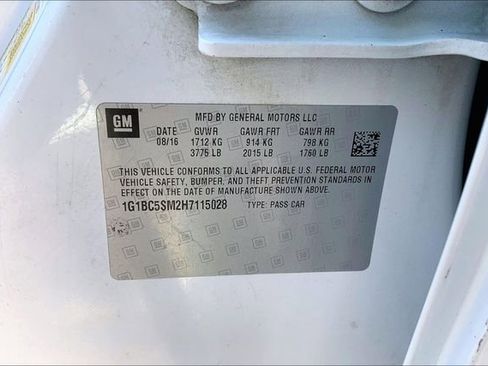 GM
MFD BY GENERAL MOTORS LLC
DATE GVWR GAWR FRT GAWR RR
08/16 1712 KG 914 KG 798 KG
3775 LB 2015 LB 1760 LB
THIS VEHICLE CONFORMS TO ALL APPLICABLE U.S. FEDERAL MOTOR
VEHICLE SAFETY, BUMPER, AND THEFT PREVENTION STANDARDS
IN EFFECT ON THE DATE OF MANUFACTURE SHOWN ABOVE.
1G1BC5SM2H7115028 TYPE: PASS CAR